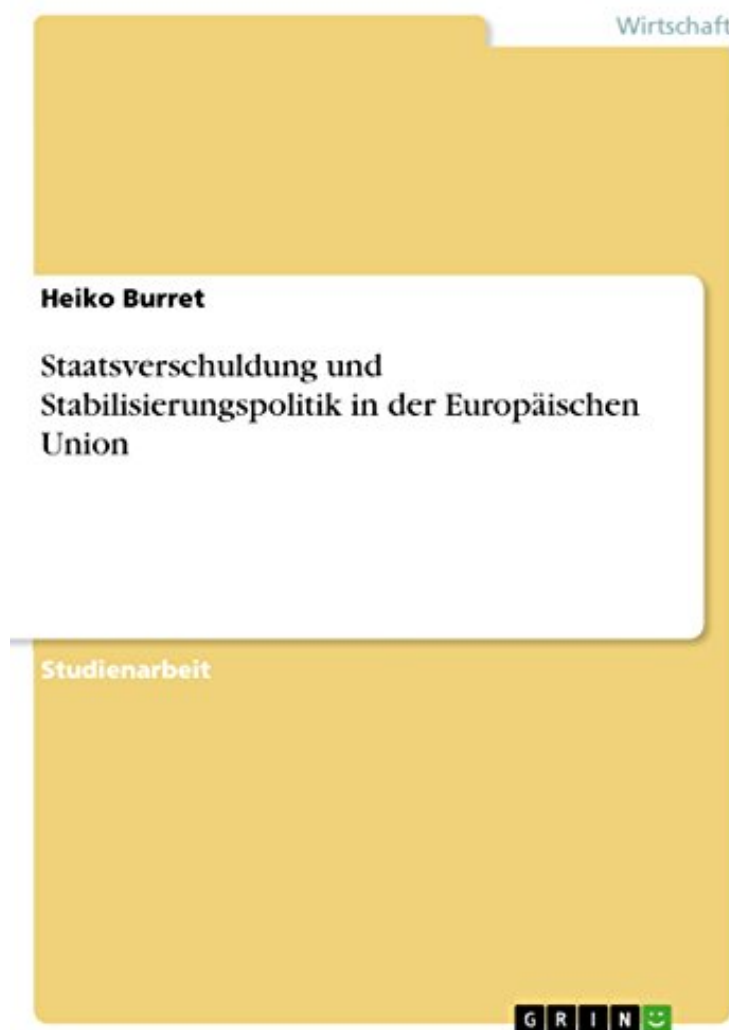 Wirtschaft
Heiko Burret
Staatsverschuldung und
Stabilisierungspolitik in der Europäischen
Union
Studienarbeit
GRIN